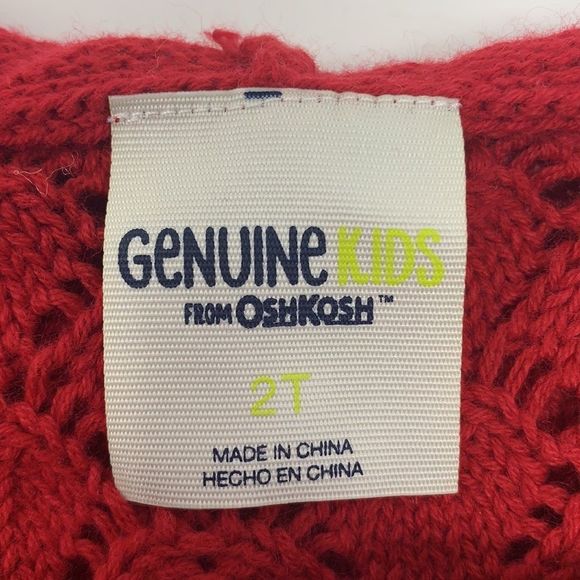 GENUINE KIDS
FROM OSHKOSH™
2T
MADE IN CHINA
HECHO EN CHINA